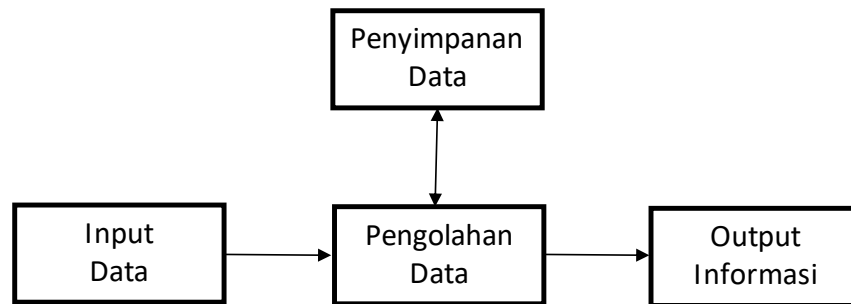 Penyimpanan
Data
Input
Data
Pengolahan
Data
Output
Informasi